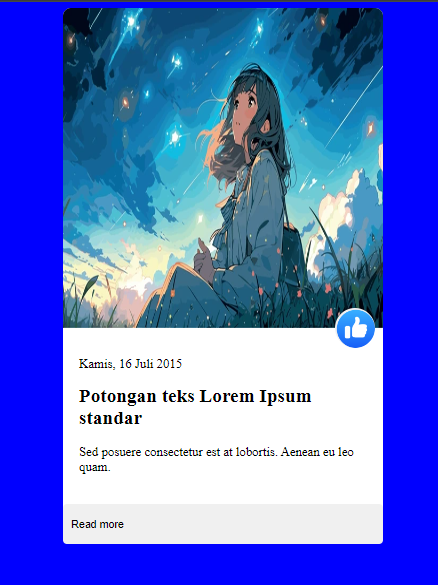 Kamis, 16 Juli 2015
Potongan teks Lorem Ipsum
standar
Sed posuere consectetur est at lobortis. Aenean eu leo
quam.
Read more